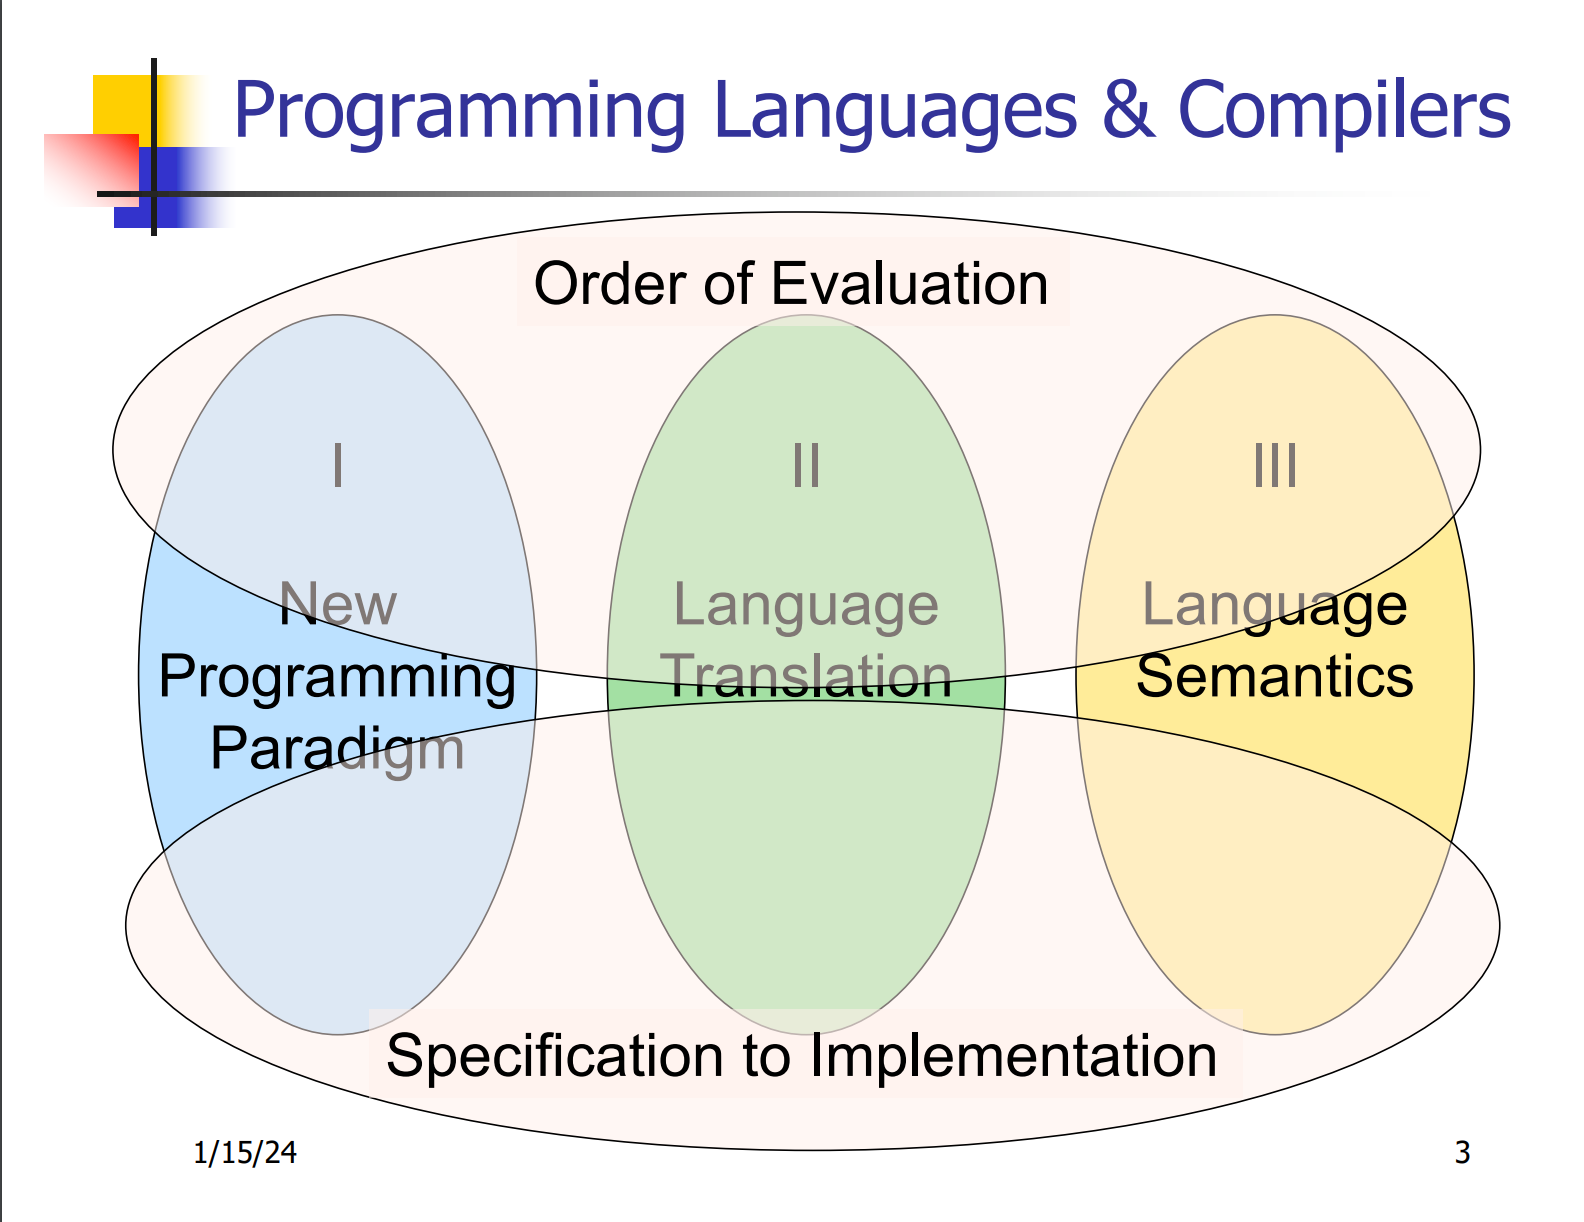 Programming Languages & Compilers
Order of Evaluation
I
New
Programming
Paradigm
II
Language
Translation
III
Language
Semantics
Specification to Implementation
1/15/24
3